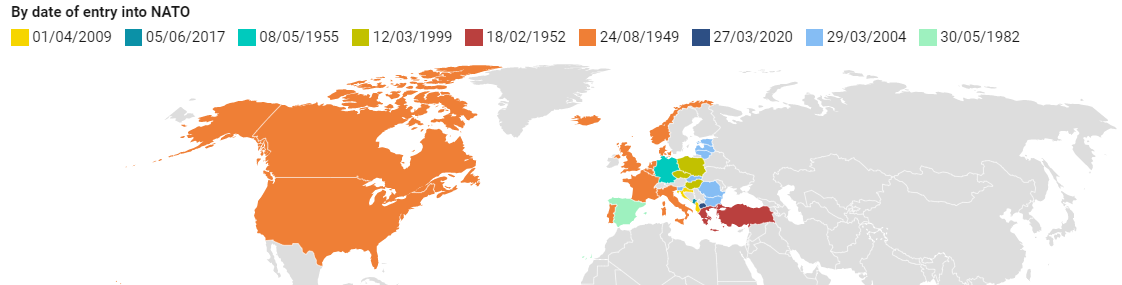 By date of entry into NATO
01/04/2009 05/06/2017 08/05/1955 12/03/1999 18/02/1952 24/08/1949 27/03/2020 29/03/2004 30/05/1982